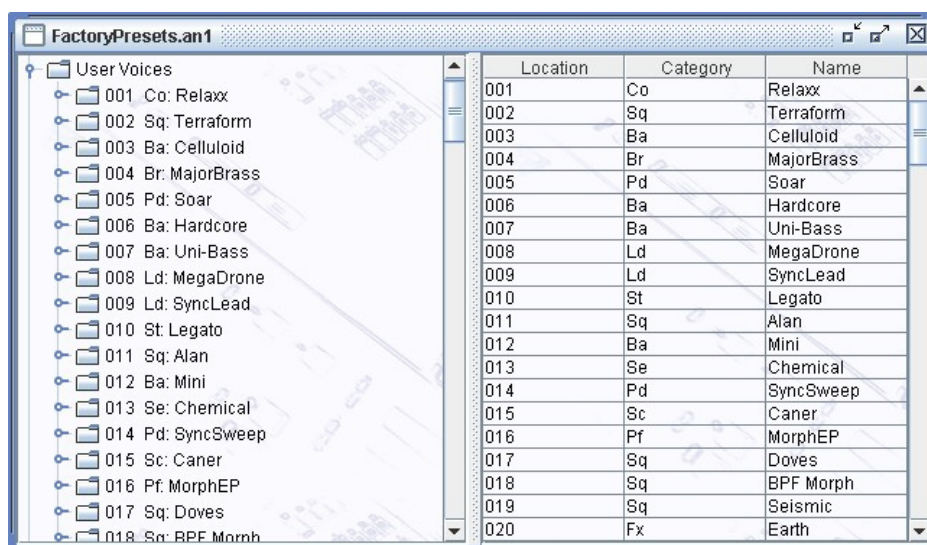 FactoryPresets.an1
User Voices
001 Co: Relaxx
002 Sq: Terraform
003 Ba: Celluloid
004 Br: MajorBrass
005 Pd: Soar
006 Ba: Hardcore
007 Ba: Uni-Bass
008 Ld: MegaDrone
009 Ld: SyncLead
010 St: Legato
011 Sq: Alan
012 Ba: Mini
013 Se: Chemical
014 Pd: SyncSweep
015 Sc: Caner
016 Pf: MorphEP
017 Sq: Doves
018 Sq: BPF Morph
Location Category Name
001 Co Relaxx
002 Sq Terraform
003 Ba Celluloid
004 Br MajorBrass
005 Pd Soar
006 Ba Hardcore
007 Ba Uni-Bass
008 Ld MegaDrone
009 Ld SyncLead
010 St Legato
011 Sq Alan
012 Ba Mini
013 Se Chemical
014 Pd SyncSweep
015 Sc Caner
016 Pf MorphEP
017 Sq Doves
018 Sq BPF Morph
019 Sq Seismic
020 Fx Earth